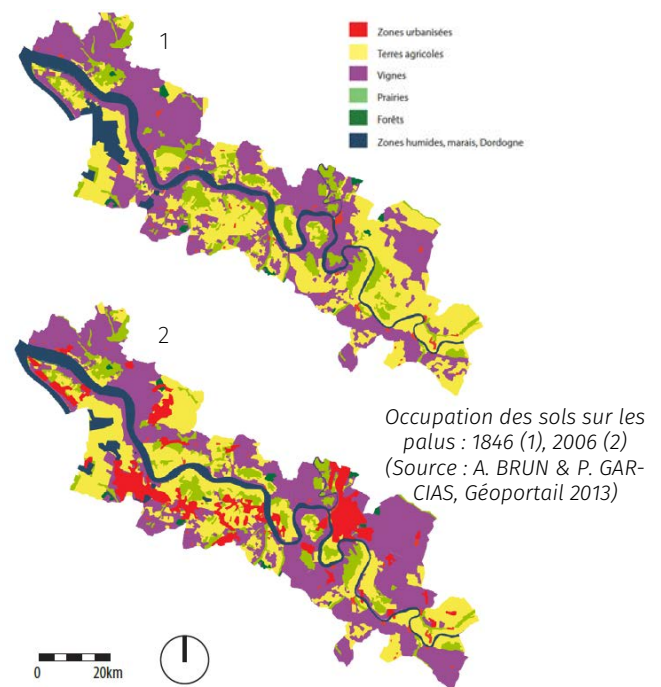 1
Zones urbanisées
Terres agricoles
Vignes
Prairies
Forêts
Zones humides, marais, Dordogne
2
Occupation des sols sur les
palus : 1846 (1), 2006 (2)
(Source : A. BRUN & P. GAR-
CIAS, Géoportail 2013)
0 20km